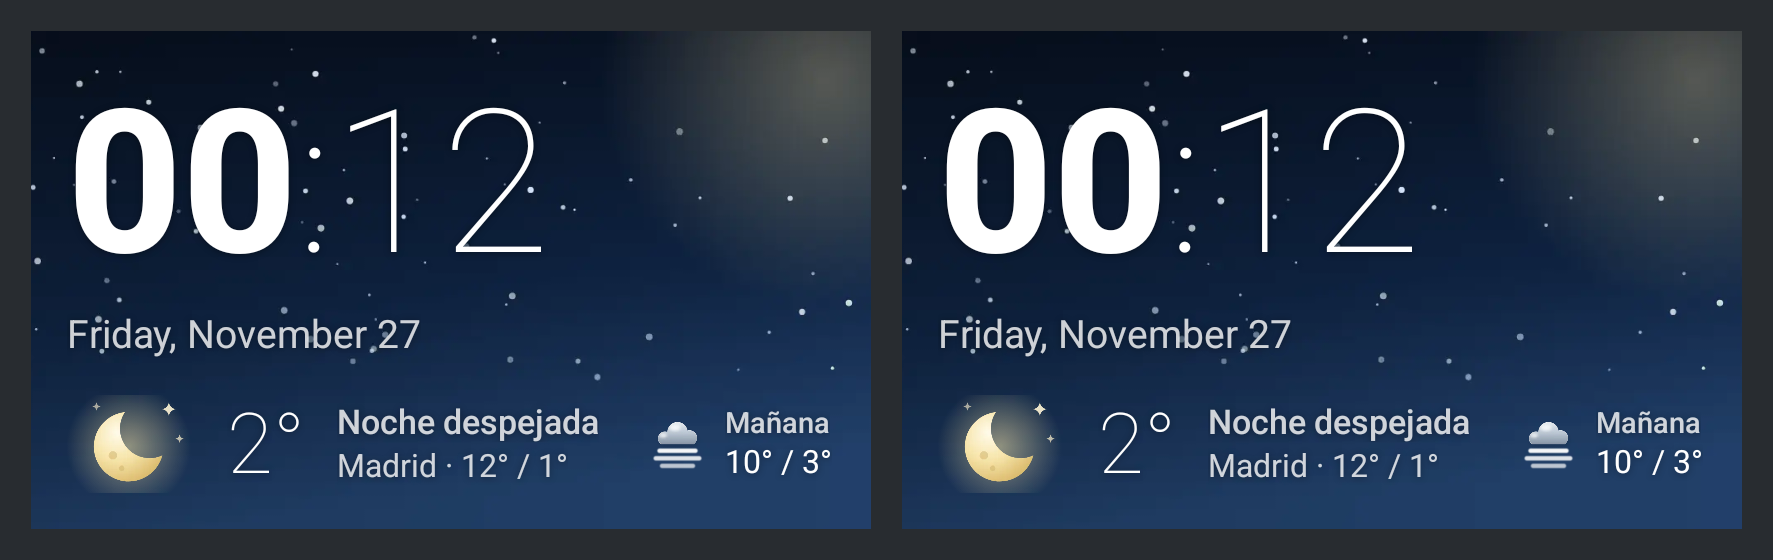 00:12
Friday, November 27
2°
Noche despejada
Madrid · 12° / 1°
Mañana
10° / 3°
00:12
Friday, November 27
2°
Noche despejada
Madrid · 12° / 1°
Mañana
10° / 3°